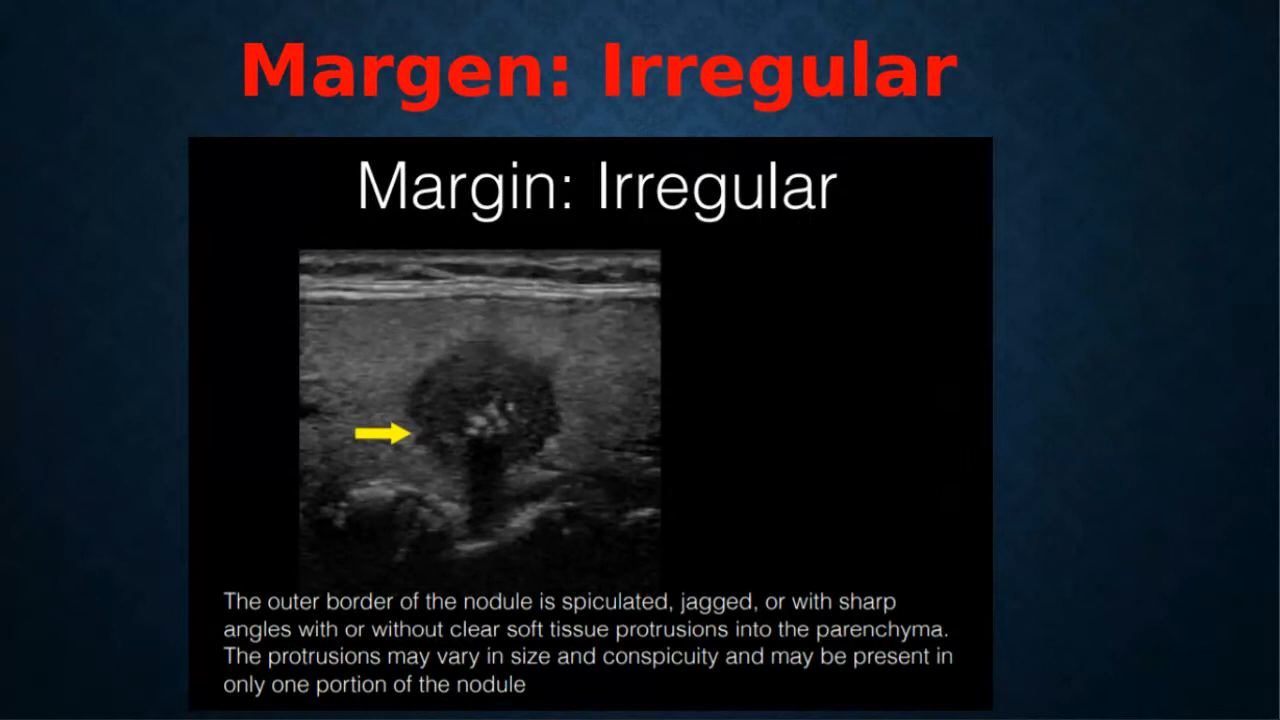 Margen: Irregular
Margin: Irregular
The outer border of the nodule is spiculated, jagged, or with sharp
angles with or without clear soft tissue protrusions into the parenchyma.
The protrusions may vary in size and conspicuity and may be present in
only one portion of the nodule